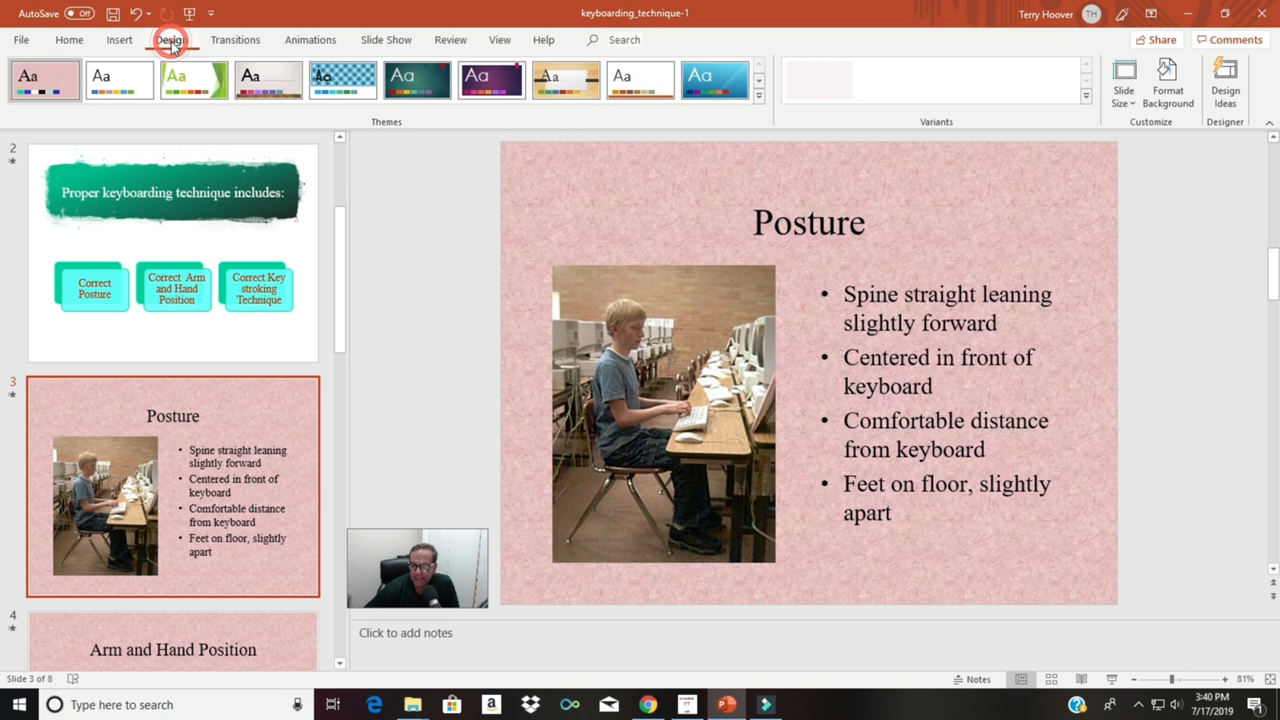 AutoSave Off
keyboarding_technique-1
Terry Hoover TH
File Home Insert Design Transitions Animations Slide Show Review View Help Search
Share Comments
Aa Aa Aa Aa Aa Aa Aa Aa Aa Aa
Slide Size
Format Background
Design Ideas
Themes Variants Customize Designer
2
Proper keyboarding technique includes:
Correct Posture
Correct Arm and Hand Position
Correct Key stroking Technique
3
Posture
• Spine straight leaning
slightly forward
• Centered in front of
keyboard
• Comfortable distance
from keyboard
• Feet on floor, slightly
apart
4
Arm and Hand Position
Posture
• Spine straight leaning
slightly forward
• Centered in front of
keyboard
• Comfortable distance
from keyboard
• Feet on floor, slightly
apart
Click to add notes
Slide 3 of 8
Notes
81%
Type here to search
3:40 PM
7/17/2019